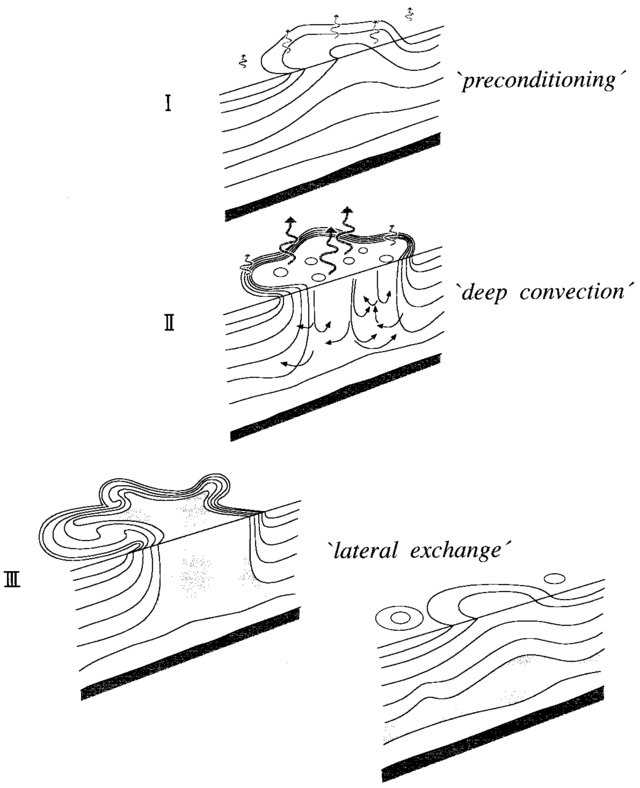 I
`preconditioning´
II
`deep convection´
III
`lateral exchange´